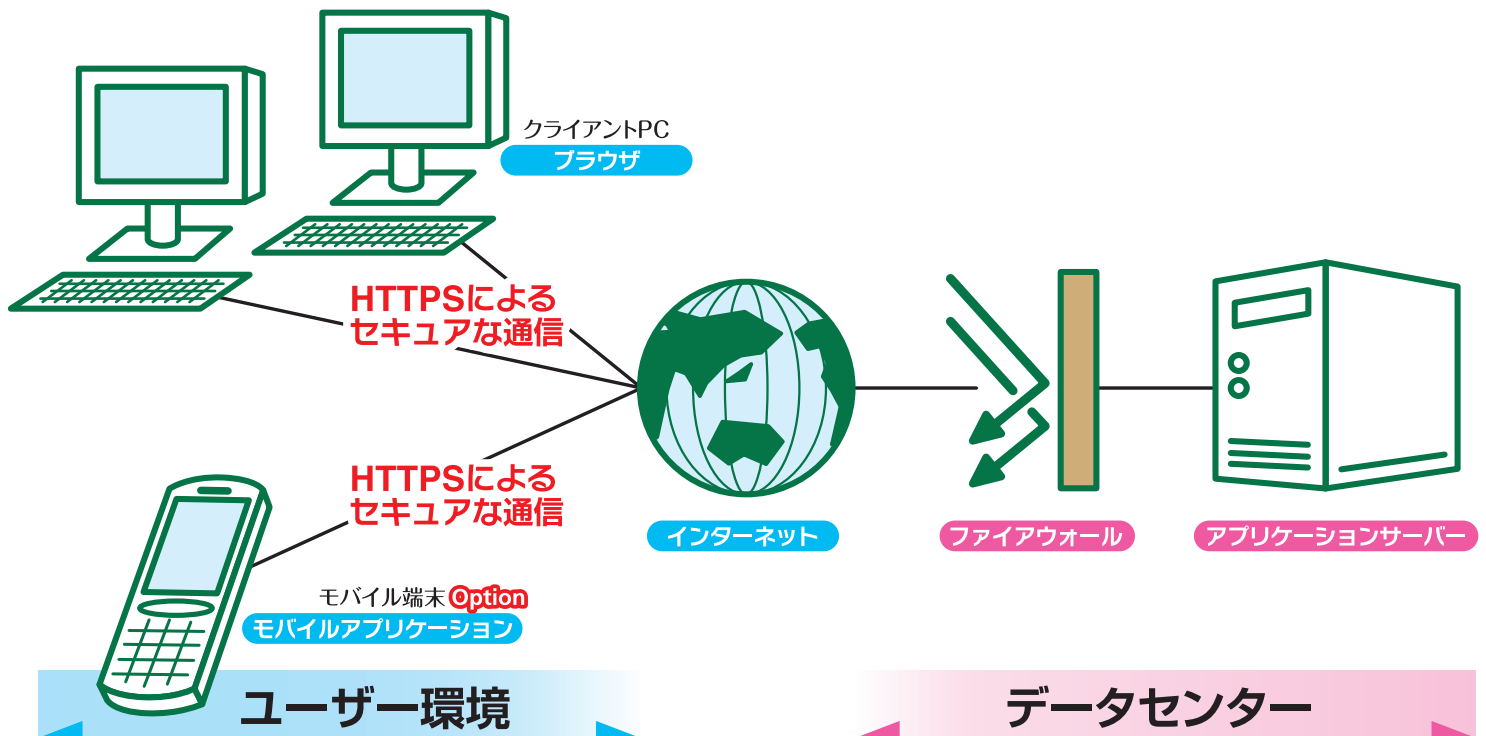 クライアントPC
ブラウザ
HTTPSによる
セキュアな通信
HTTPSによる
セキュアな通信
インターネット
ファイアウォール
アプリケーションサーバー
モバイル端末 Option
モバイルアプリケーション
ユーザー環境
データセンター